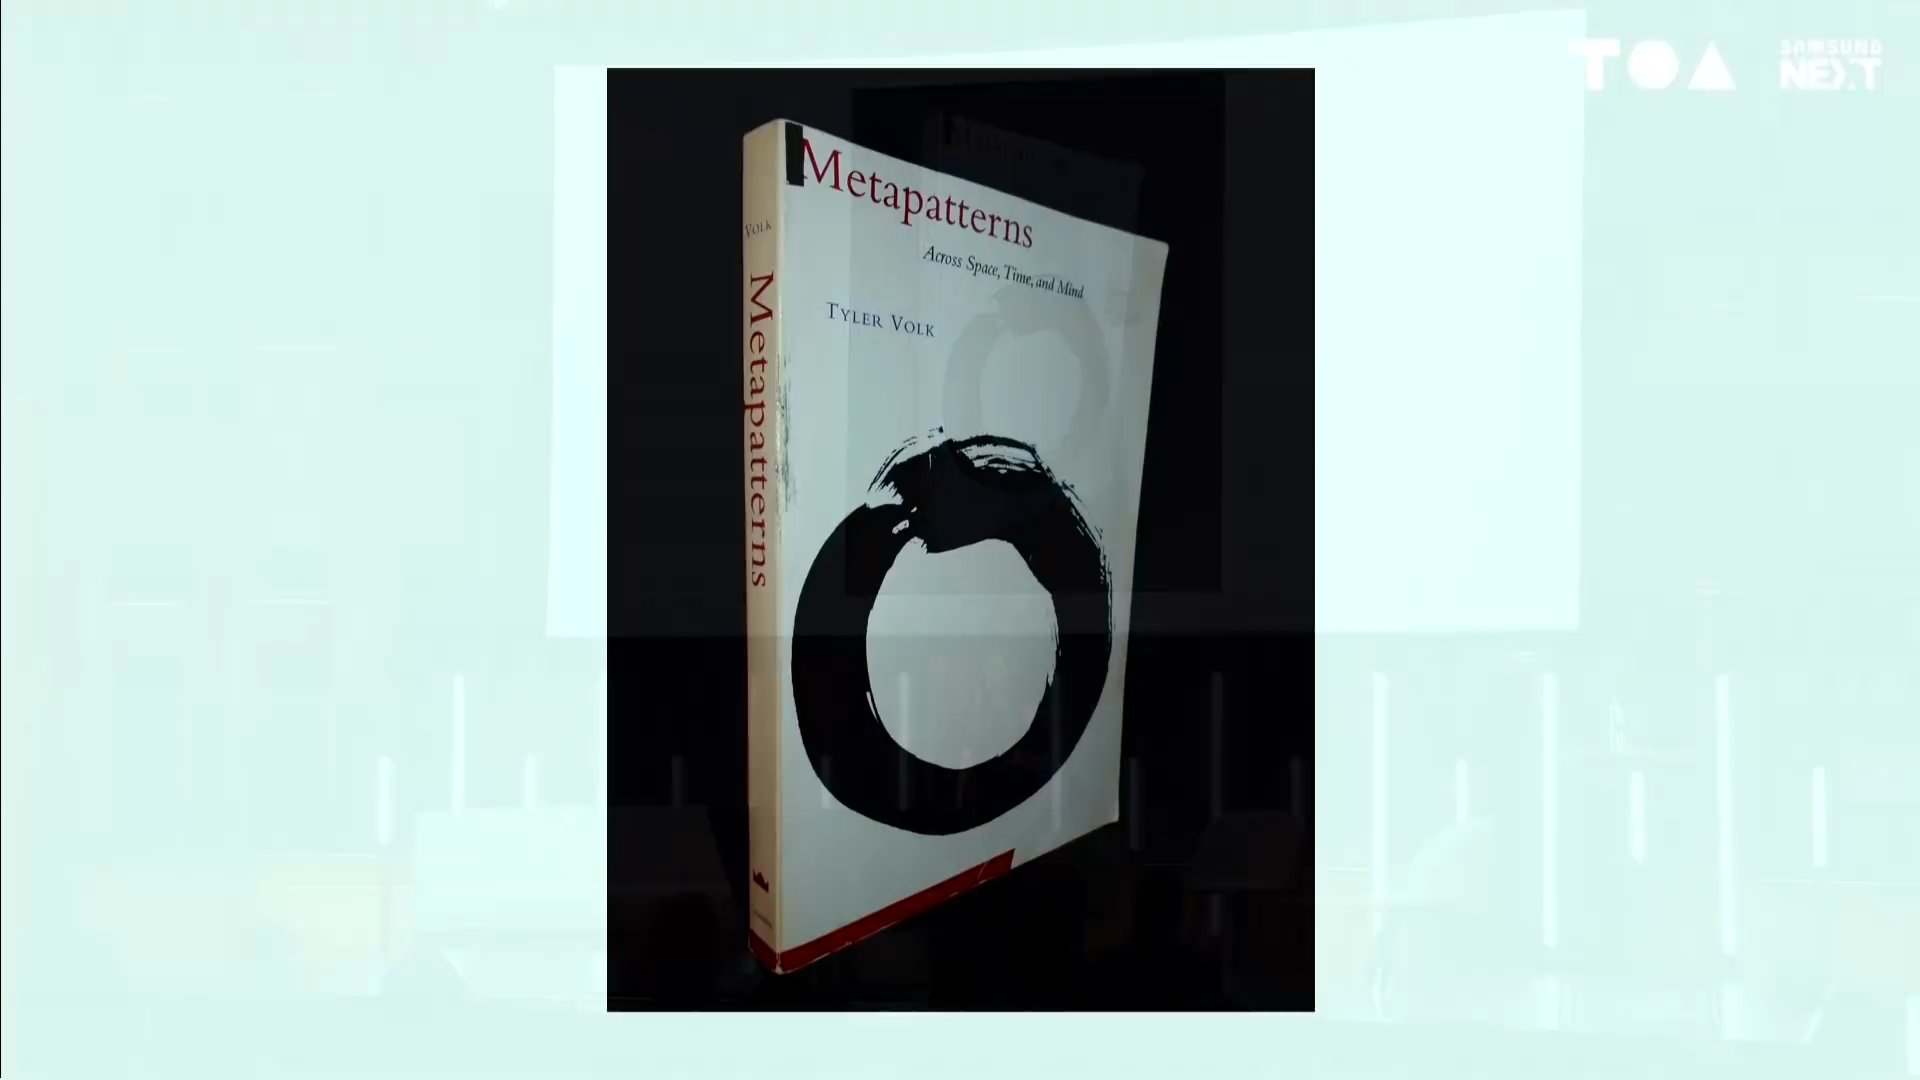 TOA
SAMSUNG
NEXT
Metapatterns
Across Space, Time, and Mind
TYLER VOLK
VOLK
Metapatterns